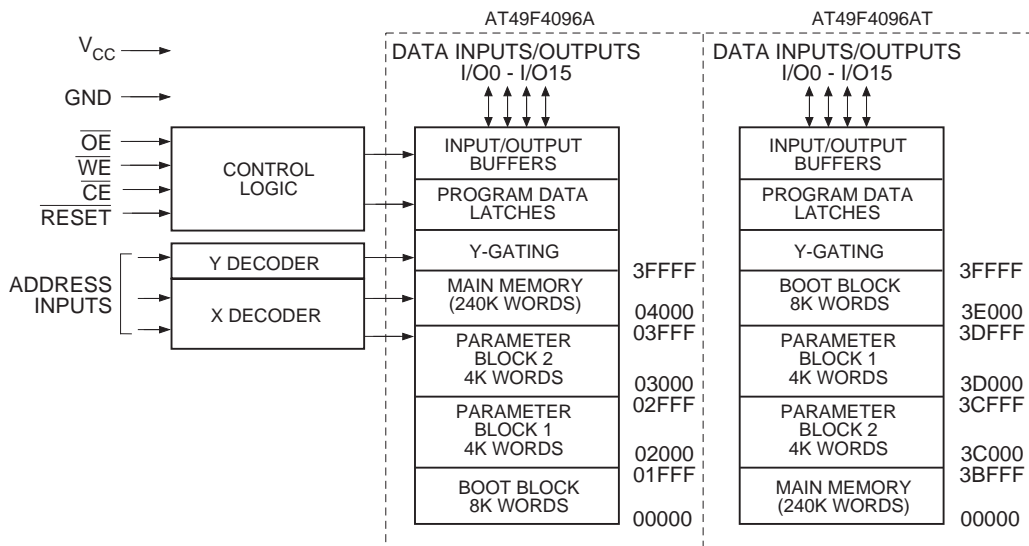 AT49F4096A
AT49F4096AT
VCC
GND
OE
WE
CE
RESET
ADDRESS
INPUTS
CONTROL
LOGIC
Y DECODER
X DECODER
DATA INPUTS/OUTPUTS
I/O0 - I/O15
INPUT/OUTPUT
BUFFERS
PROGRAM DATA
LATCHES
Y-GATING
3FFFF
MAIN MEMORY
(240K WORDS)
04000
03FFF
PARAMETER
BLOCK 2
4K WORDS
03000
02FFF
PARAMETER
BLOCK 1
4K WORDS
02000
01FFF
BOOT BLOCK
8K WORDS
00000
DATA INPUTS/OUTPUTS
I/O0 - I/O15
INPUT/OUTPUT
BUFFERS
PROGRAM DATA
LATCHES
Y-GATING
3FFFF
BOOT BLOCK
8K WORDS
3E000
3DFFF
PARAMETER
BLOCK 1
4K WORDS
3D000
3CFFF
PARAMETER
BLOCK 2
4K WORDS
3C000
3BFFF
MAIN MEMORY
(240K WORDS)
00000